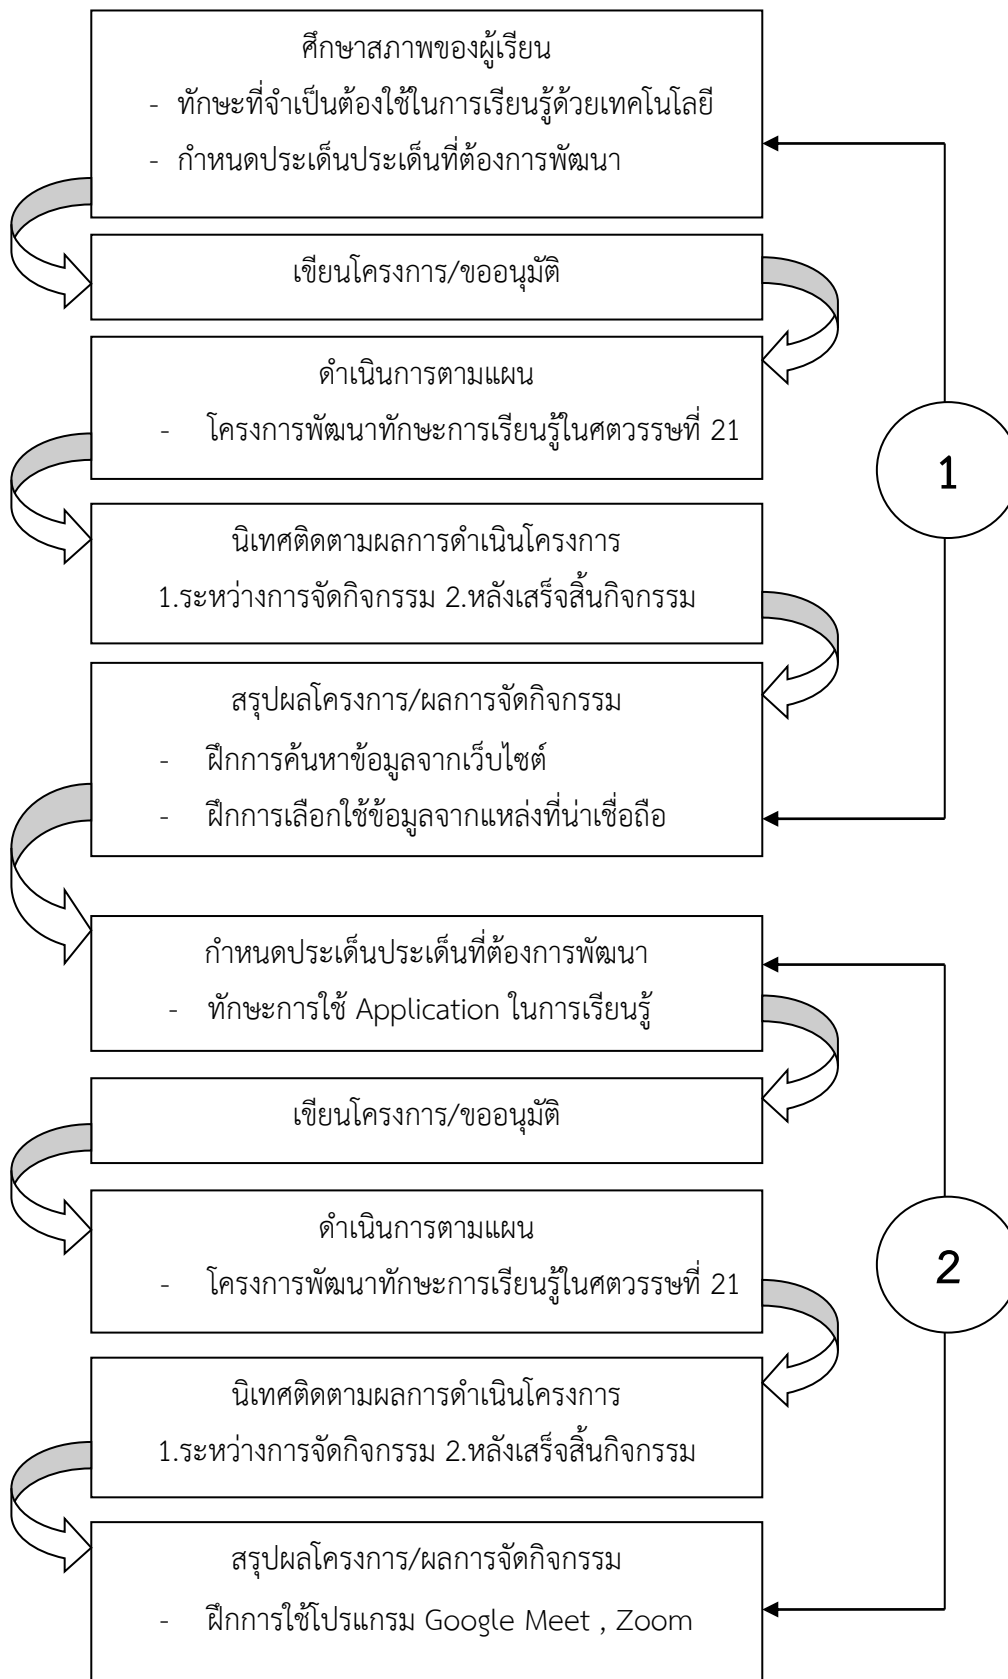 ศึกษาสภาพของผู้เรียน
- ทักษะที่จำเป็นต้องใช้ในการเรียนรู้ด้วยเทคโนโลยี
- กำหนดประเด็นประเด็นที่ต้องการพัฒนา
เขียนโครงการ/ขออนุมัติ
ดำเนินการตามแผน
- โครงการพัฒนาทักษะการเรียนรู้ในศตวรรษที่ 21
นิเทศติดตามผลการดำเนินโครงการ
1.ระหว่างการจัดกิจกรรม 2.หลังเสร็จสิ้นกิจกรรม
สรุปผลโครงการ/ผลการจัดกิจกรรม
- ฝึกการค้นหาข้อมูลจากเว็บไซต์
- ฝึกการเลือกใช้ข้อมูลจากแหล่งที่น่าเชื่อถือ
1
กำหนดประเด็นประเด็นที่ต้องการพัฒนา
- ทักษะการใช้ Application ในการเรียนรู้
เขียนโครงการ/ขออนุมัติ
ดำเนินการตามแผน
- โครงการพัฒนาทักษะการเรียนรู้ในศตวรรษที่ 21
นิเทศติดตามผลการดำเนินโครงการ
1.ระหว่างการจัดกิจกรรม 2.หลังเสร็จสิ้นกิจกรรม
สรุปผลโครงการ/ผลการจัดกิจกรรม
- ฝึกการใช้โปรแกรม Google Meet , Zoom
2